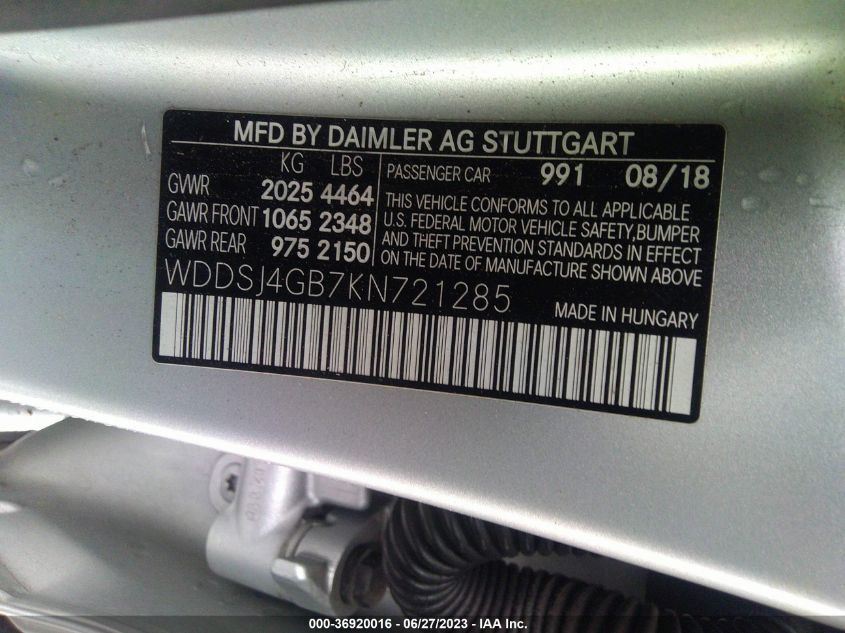 MFD BY DAIMLER AG STUTTGART
KG LBS
GVWR 2025 4464
GAWR FRONT 1065 2348
GAWR REAR 975 2150
PASSENGER CAR 991 08/18
THIS VEHICLE CONFORMS TO ALL APPLICABLE
U.S. FEDERAL MOTOR VEHICLE SAFETY,BUMPER
AND THEFT PREVENTION STANDARDS IN EFFECT
ON THE DATE OF MANUFACTURE SHOWN ABOVE
WDDSJ4GB7KN721285
MADE IN HUNGARY
000-36920016 - 06/27/2023 - IAA Inc.